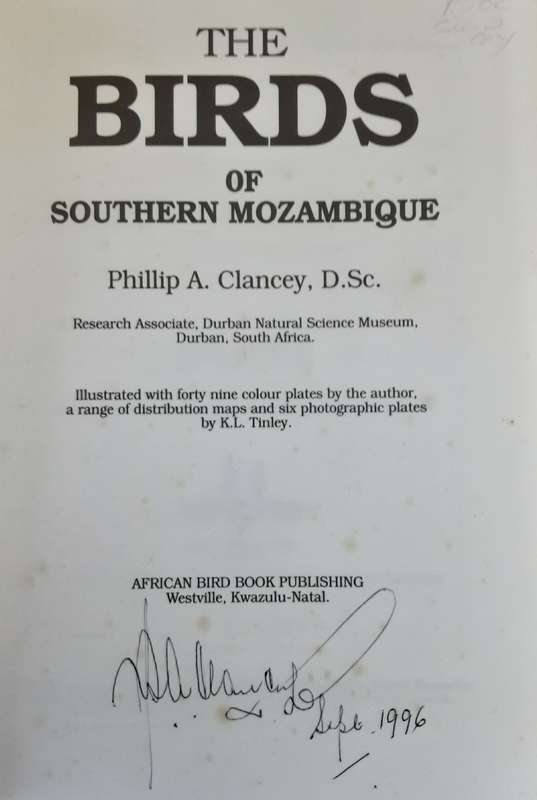 THE
BIRDS
OF
SOUTHERN MOZAMBIQUE
Phillip A. Clancey, D.Sc.
Research Associate, Durban Natural Science Museum,
Durban, South Africa.
Illustrated with forty nine colour plates by the author,
a range of distribution maps and six photographic plates
by K.L. Tinley.
AFRICAN BIRD BOOK PUBLISHING
Westville, Kwazulu-Natal.
P.A. Clancey
Sept. 1996